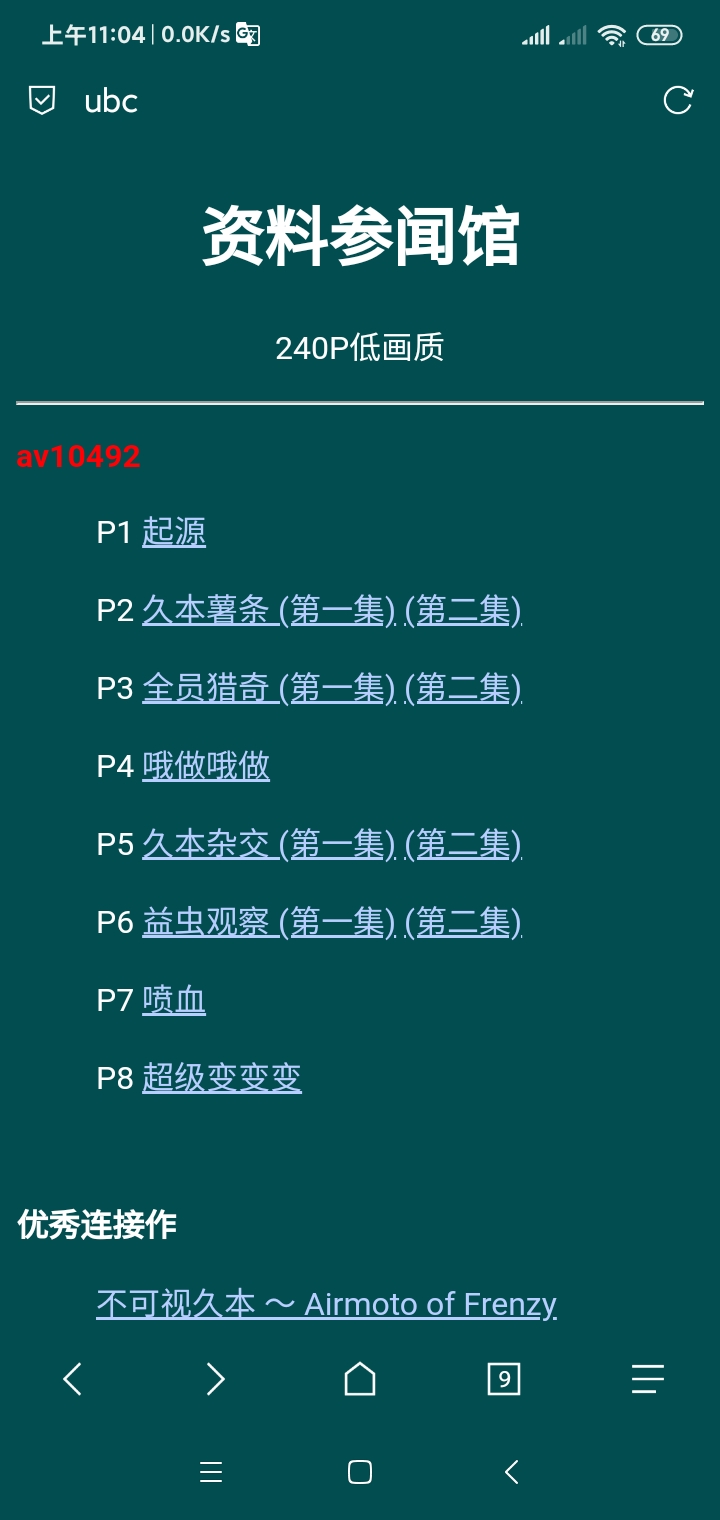 上午11:04 | 0.0K/s
69
ubc
资料参闻馆
240P低画质
av10492
P1 起源
P2 久本薯条 (第一集) (第二集)
P3 全员猎奇 (第一集) (第二集)
P4 哦做哦做
P5 久本杂交 (第一集) (第二集)
P6 益虫观察 (第一集) (第二集)
P7 喷血
P8 超级变变变
优秀连接作
不可视久本 ～ Airmoto of Frenzy
9